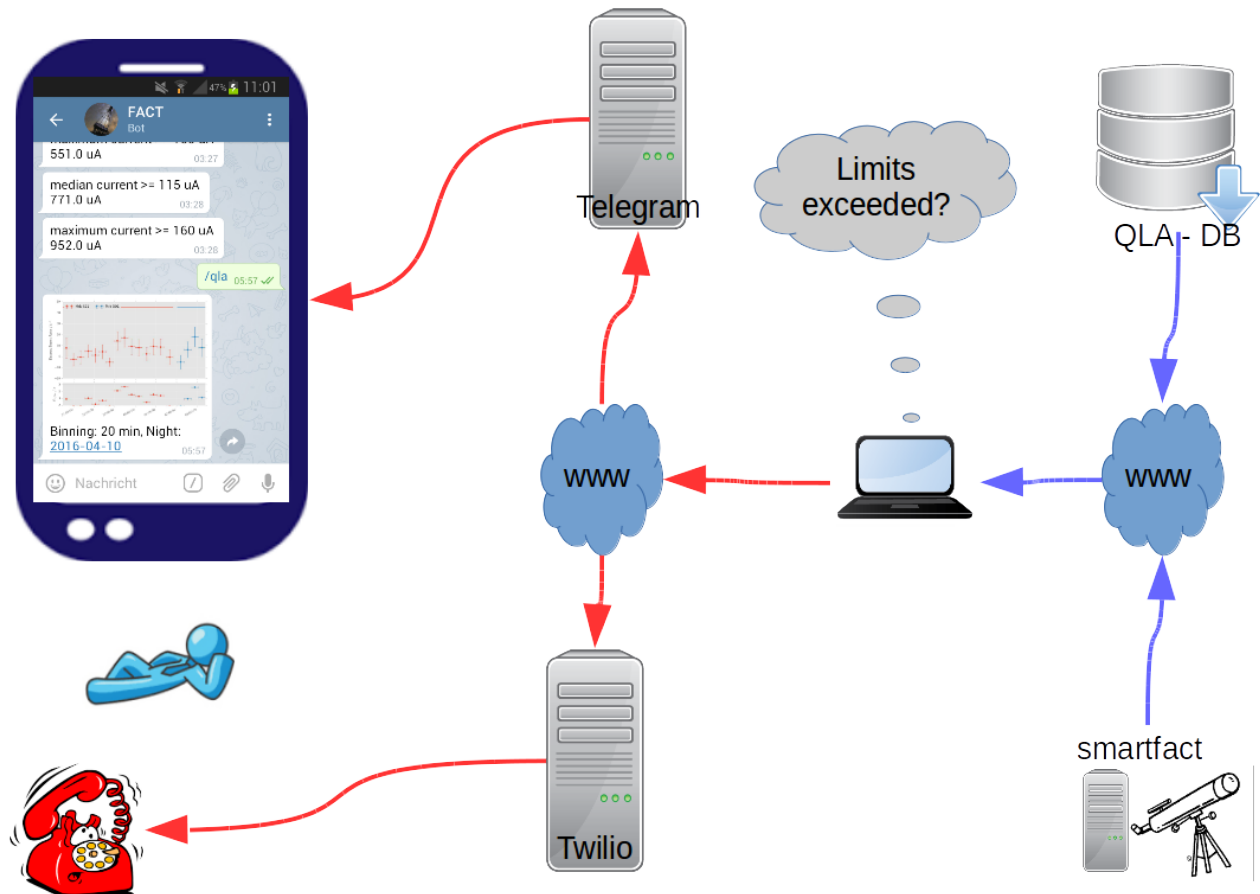 47% 11:01
FACT
Bot
551.0 uA
03:27
median current >= 115 uA
771.0 uA
03:28
maximum current >= 160 uA
952.0 uA
03:28
/qla 05:57
Binning: 20 min, Night:
2016-04-10
05:57
Nachricht
Telegram
Limits
exceeded?
QLA - DB
www
www
smartfact
Twilio